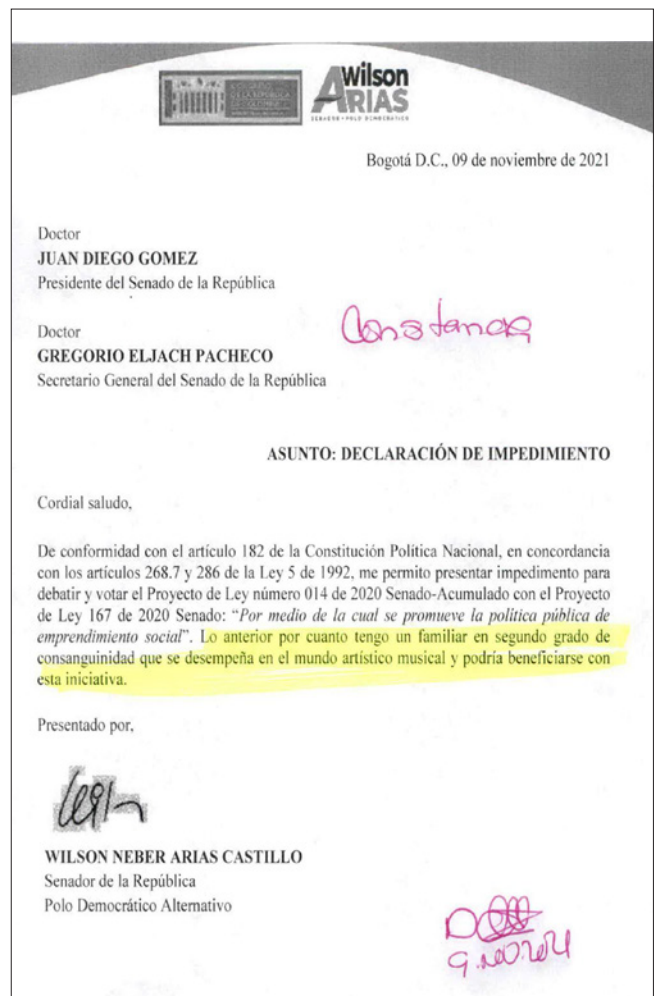 Wilson
ARIAS
SENADOR • POLO DEMOCRÁTICO
Bogotá D.C., 09 de noviembre de 2021
Doctor
JUAN DIEGO GOMEZ
Presidente del Senado de la República
Constancia
Doctor
GREGORIO ELJACH PACHECO
Secretario General del Senado de la República
ASUNTO: DECLARACIÓN DE IMPEDIMIENTO
Cordial saludo,
De conformidad con el artículo 182 de la Constitución Política Nacional, en concordancia
con los artículos 268.7 y 286 de la Ley 5 de 1992, me permito presentar impedimento para
debatir y votar el Proyecto de Ley número 014 de 2020 Senado-Acumulado con el Proyecto
de Ley 167 de 2020 Senado: “Por medio de la cual se promueve la politica pública de
emprendimiento social”. Lo anterior por cuanto tengo un familiar en segundo grado de
consanguinidad que se desempeña en el mundo artístico musical y podría beneficiarse con
esta iniciativa.
Presentado por,
WILSON NEBER ARIAS CASTILLO
Senador de la República
Polo Democrático Alternativo
9.NOV.2021